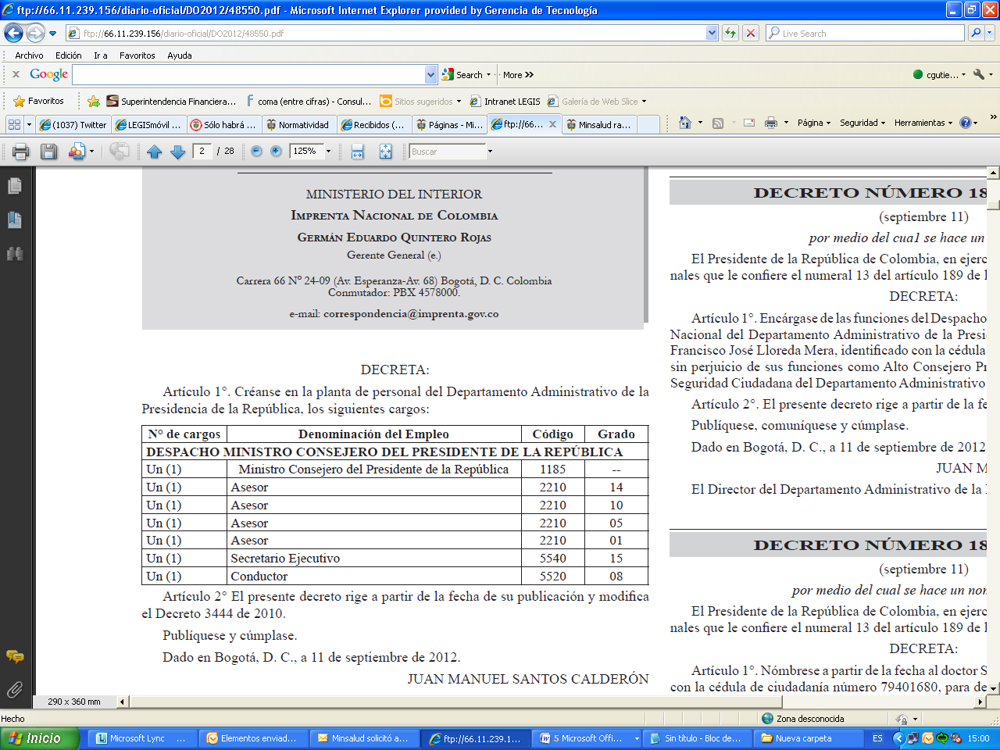 ftp://66.11.239.156/diario-oficial/DO2012/48550.pdf - Microsoft Internet Explorer provided by Gerencia de Tecnología
ftp://66.11.239.156/diario-oficial/DO2012/48550.pdf
Live Search
Archivo Edición Ir a Favoritos Ayuda
x Google Search More >> cgutie...
Favoritos Superintendencia Financiera... coma (entre cifras) - Consul... Sitios sugeridos Intranet LEGIS Galería de Web Slice
(1037) Twitter LEGISmóvil ... Sólo habrá ... Normatividad Recibidos (... Páginas - Mi... ftp://66.... Minsalud ra... Página Seguridad Herramientas
2 / 28 125% Buscar
MINISTERIO DEL INTERIOR
IMPRENTA NACIONAL DE COLOMBIA
GERMÁN EDUARDO QUINTERO ROJAS
Gerente General (e.)
Carrera 66 N° 24-09 (Av. Esperanza-Av. 68) Bogotá, D. C. Colombia
Conmutador: PBX 4578000.
e-mail: correspondencia@imprenta.gov.co
DECRETA:
Artículo 1°. Créanse en la planta de personal del Departamento Administrativo de la
Presidencia de la República, los siguientes cargos:
N° de cargos Denominación del Empleo Código Grado
DESPACHO MINISTRO CONSEJERO DEL PRESIDENTE DE LA REPÚBLICA
Un (1) Ministro Consejero del Presidente de la República 1185 --
Un (1) Asesor 2210 14
Un (1) Asesor 2210 10
Un (1) Asesor 2210 05
Un (1) Asesor 2210 01
Un (1) Secretario Ejecutivo 5540 15
Un (1) Conductor 5520 08
Artículo 2° El presente decreto rige a partir de la fecha de su publicación y modifica
el Decreto 3444 de 2010.
Publíquese y cúmplase.
Dado en Bogotá, D. C., a 11 de septiembre de 2012.
JUAN MANUEL SANTOS CALDERÓN
DECRETO NÚMERO 18
(septiembre 11)
por medio del cua1 se hace un
El Presidente de la República de Colombia, en ejerc
nales que le confiere el numeral 13 del artículo 189 de l
DECRETA:
Artículo 1°. Encárgase de las funciones del Despacho
Nacional del Departamento Administrativo de la Presi
Francisco José Lloreda Mera, identificado con la cédula
sin perjuicio de sus funciones como Alto Consejero Pr
Seguridad Ciudadana del Departamento Administrativo
Artículo 2°. El presente decreto rige a partir de la fe
Publíquese, comuníquese y cúmplase.
Dado en Bogotá, D. C., a 11 de septiembre de 2012
JUAN M
El Director del Departamento Administrativo de la
DECRETO NÚMERO 18
(septiembre 11)
por medio del cual se hace un non
El Presidente de la República de Colombia, en ejerc
nales que le confiere el numeral 13 del artículo 189 de l
DECRETA:
Artículo 1°. Nómbrese a partir de la fecha al doctor S
con la cédula de ciudadanía número 79401680, para de
290 x 360 mm
Hecho Zona desconocida
Inicio Microsoft Lync Elementos enviad... Minsalud solicitó a... ftp://66.11.239.1... 5 Microsoft Offi... Sin título - Bloc de... Nueva carpeta ES 15:00